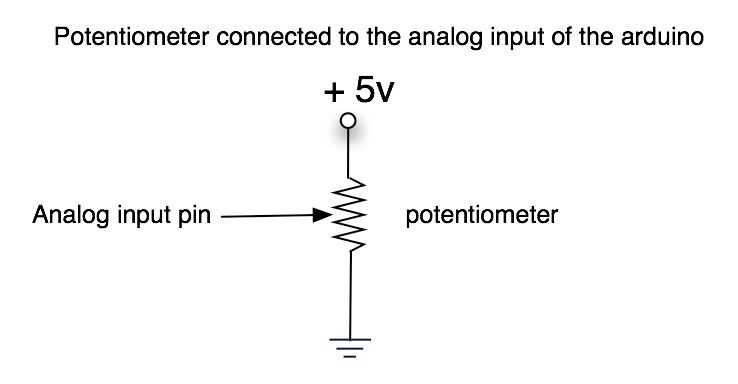 Potentiometer connected to the analog input of the arduino
+ 5v
Analog input pin
potentiometer